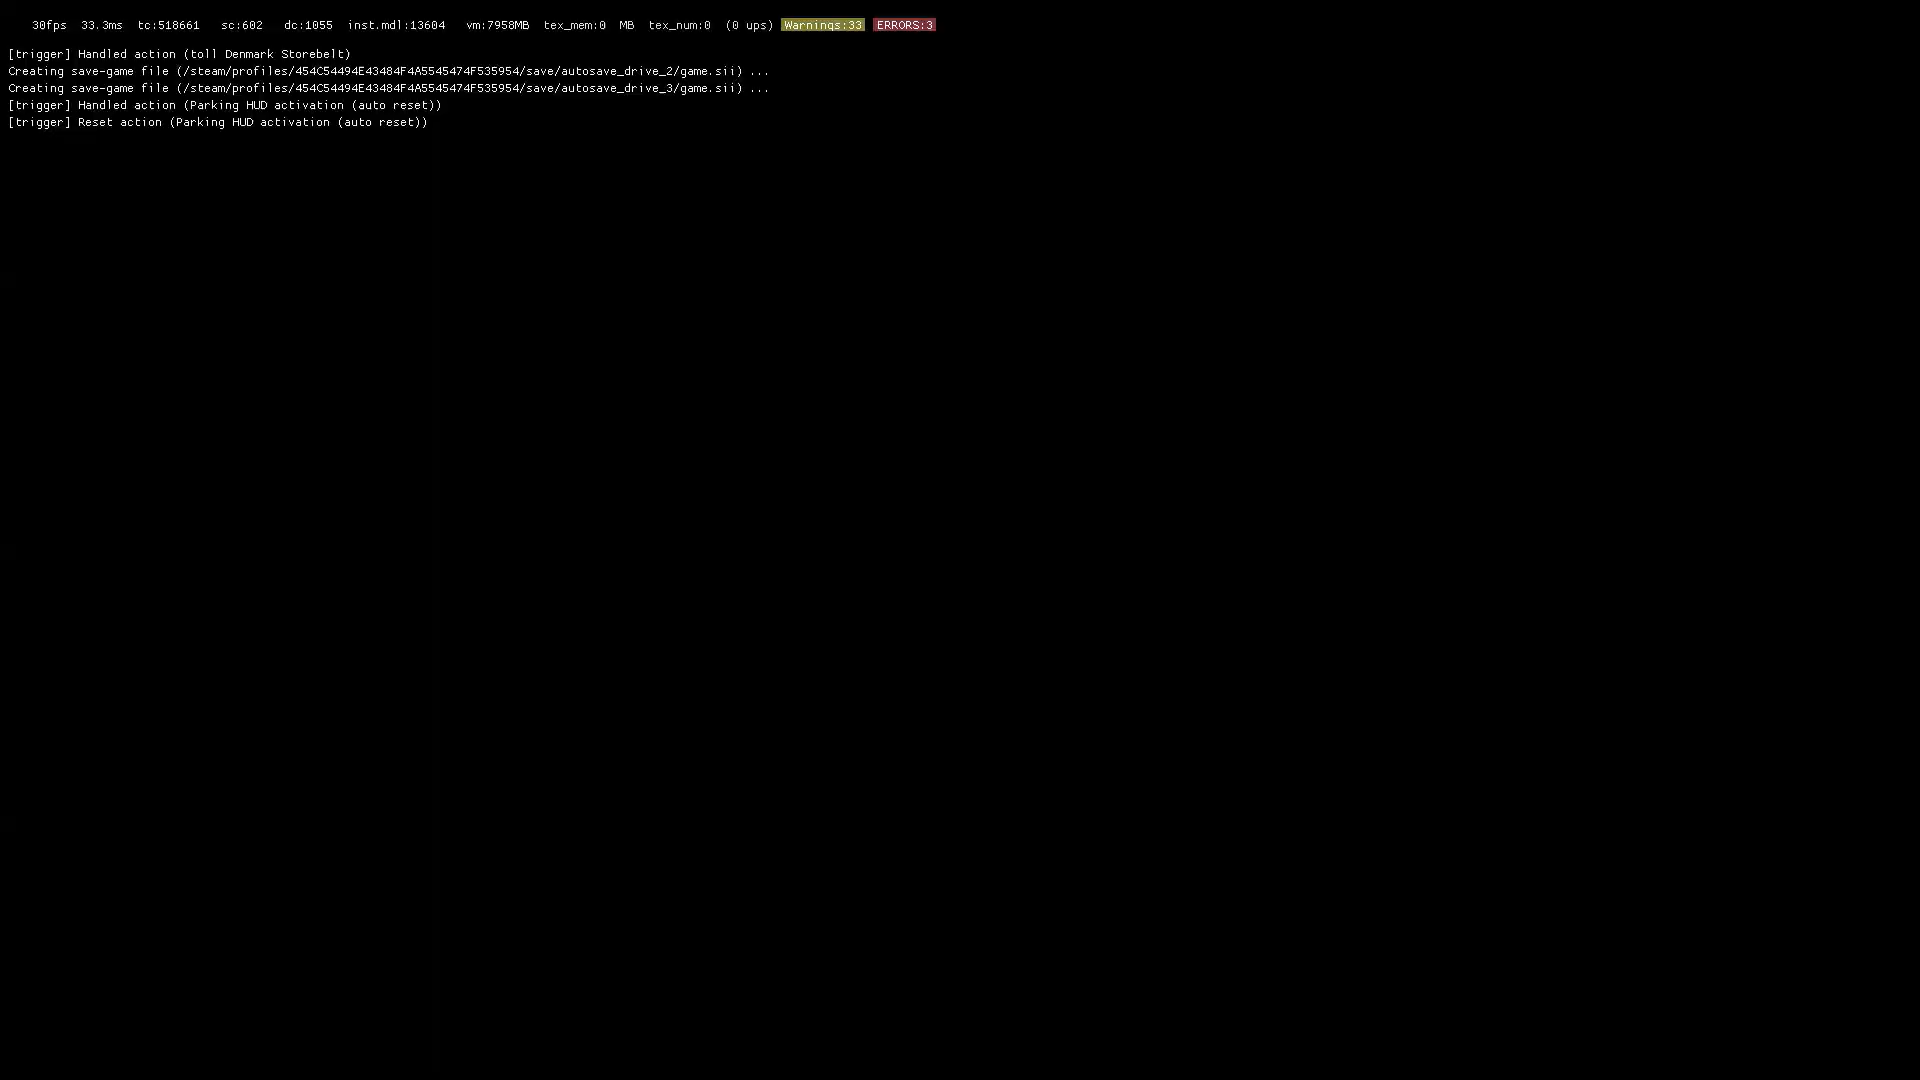 30fps 33.3ms tc:518661 sc:602 dc:1055 inst.mdl:13604 vm:7958MB tex_mem:0 MB tex_num:0 (0 ups) Warnings:33 ERRORS:3
[trigger] Handled action (toll Denmark Storebelt)
Creating save-game file (/steam/profiles/454C54494E43484F4A5545474F535954/save/autosave_drive_2/game.sii) ...
Creating save-game file (/steam/profiles/454C54494E43484F4A5545474F535954/save/autosave_drive_3/game.sii) ...
[trigger] Handled action (Parking HUD activation (auto reset))
[trigger] Reset action (Parking HUD activation (auto reset))